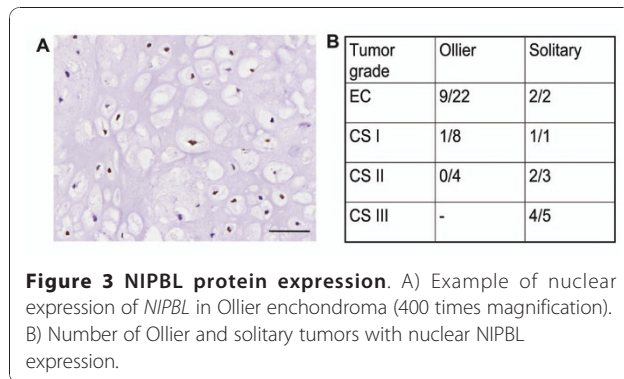 A
B
Tumor grade Ollier Solitary
EC 9/22 2/2
CS I 1/8 1/1
CS II 0/4 2/3
CS III - 4/5
Figure 3 NIPBL protein expression. A) Example of nuclear
expression of NIPBL in Ollier enchondroma (400 times magnification).
B) Number of Ollier and solitary tumors with nuclear NIPBL
expression.